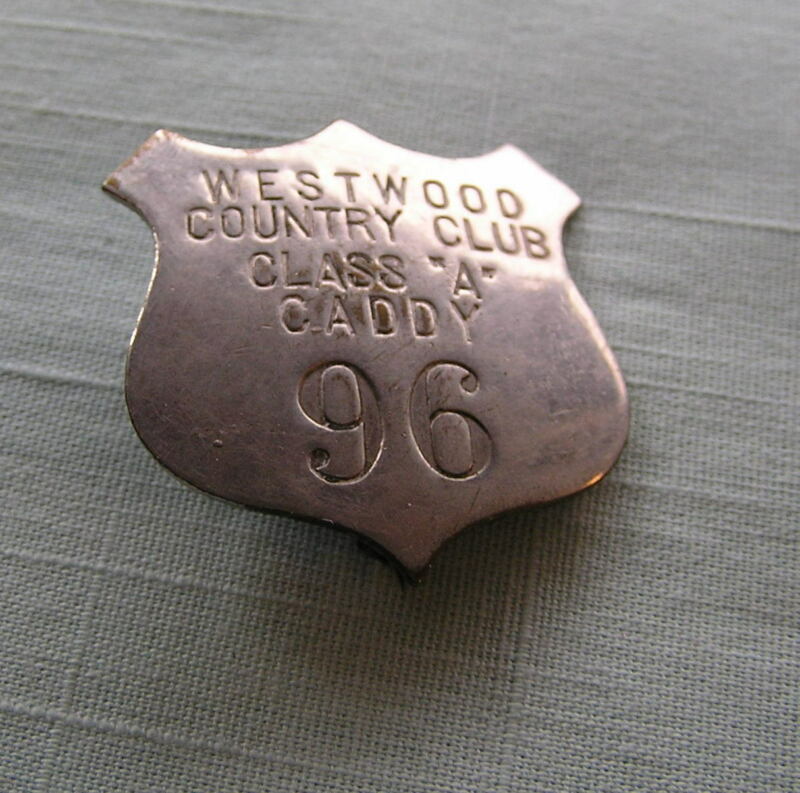 WESTWOOD
COUNTRY CLUB
CLASS "A"
CADDY
96